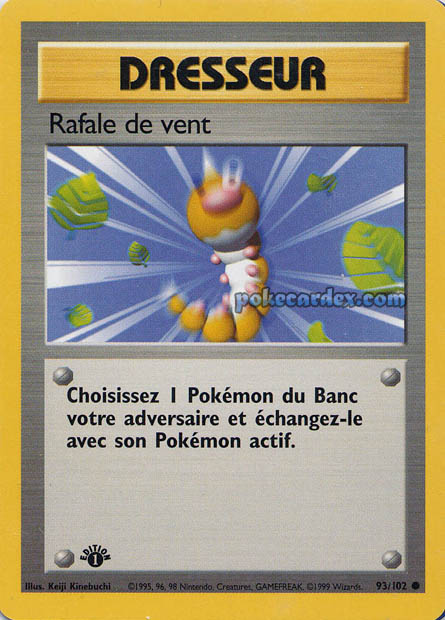 DRESSEUR
Rafale de vent
pokecardex.com
Choisissez 1 Pokémon du Banc
votre adversaire et échangez-le
avec son Pokémon actif.
EDITION
1
Illus. Keiji Kinebuchi ©1995, 96, 98 Nintendo, Creatures, GAMEFREAK. ©1999 Wizards. 93/102 ●